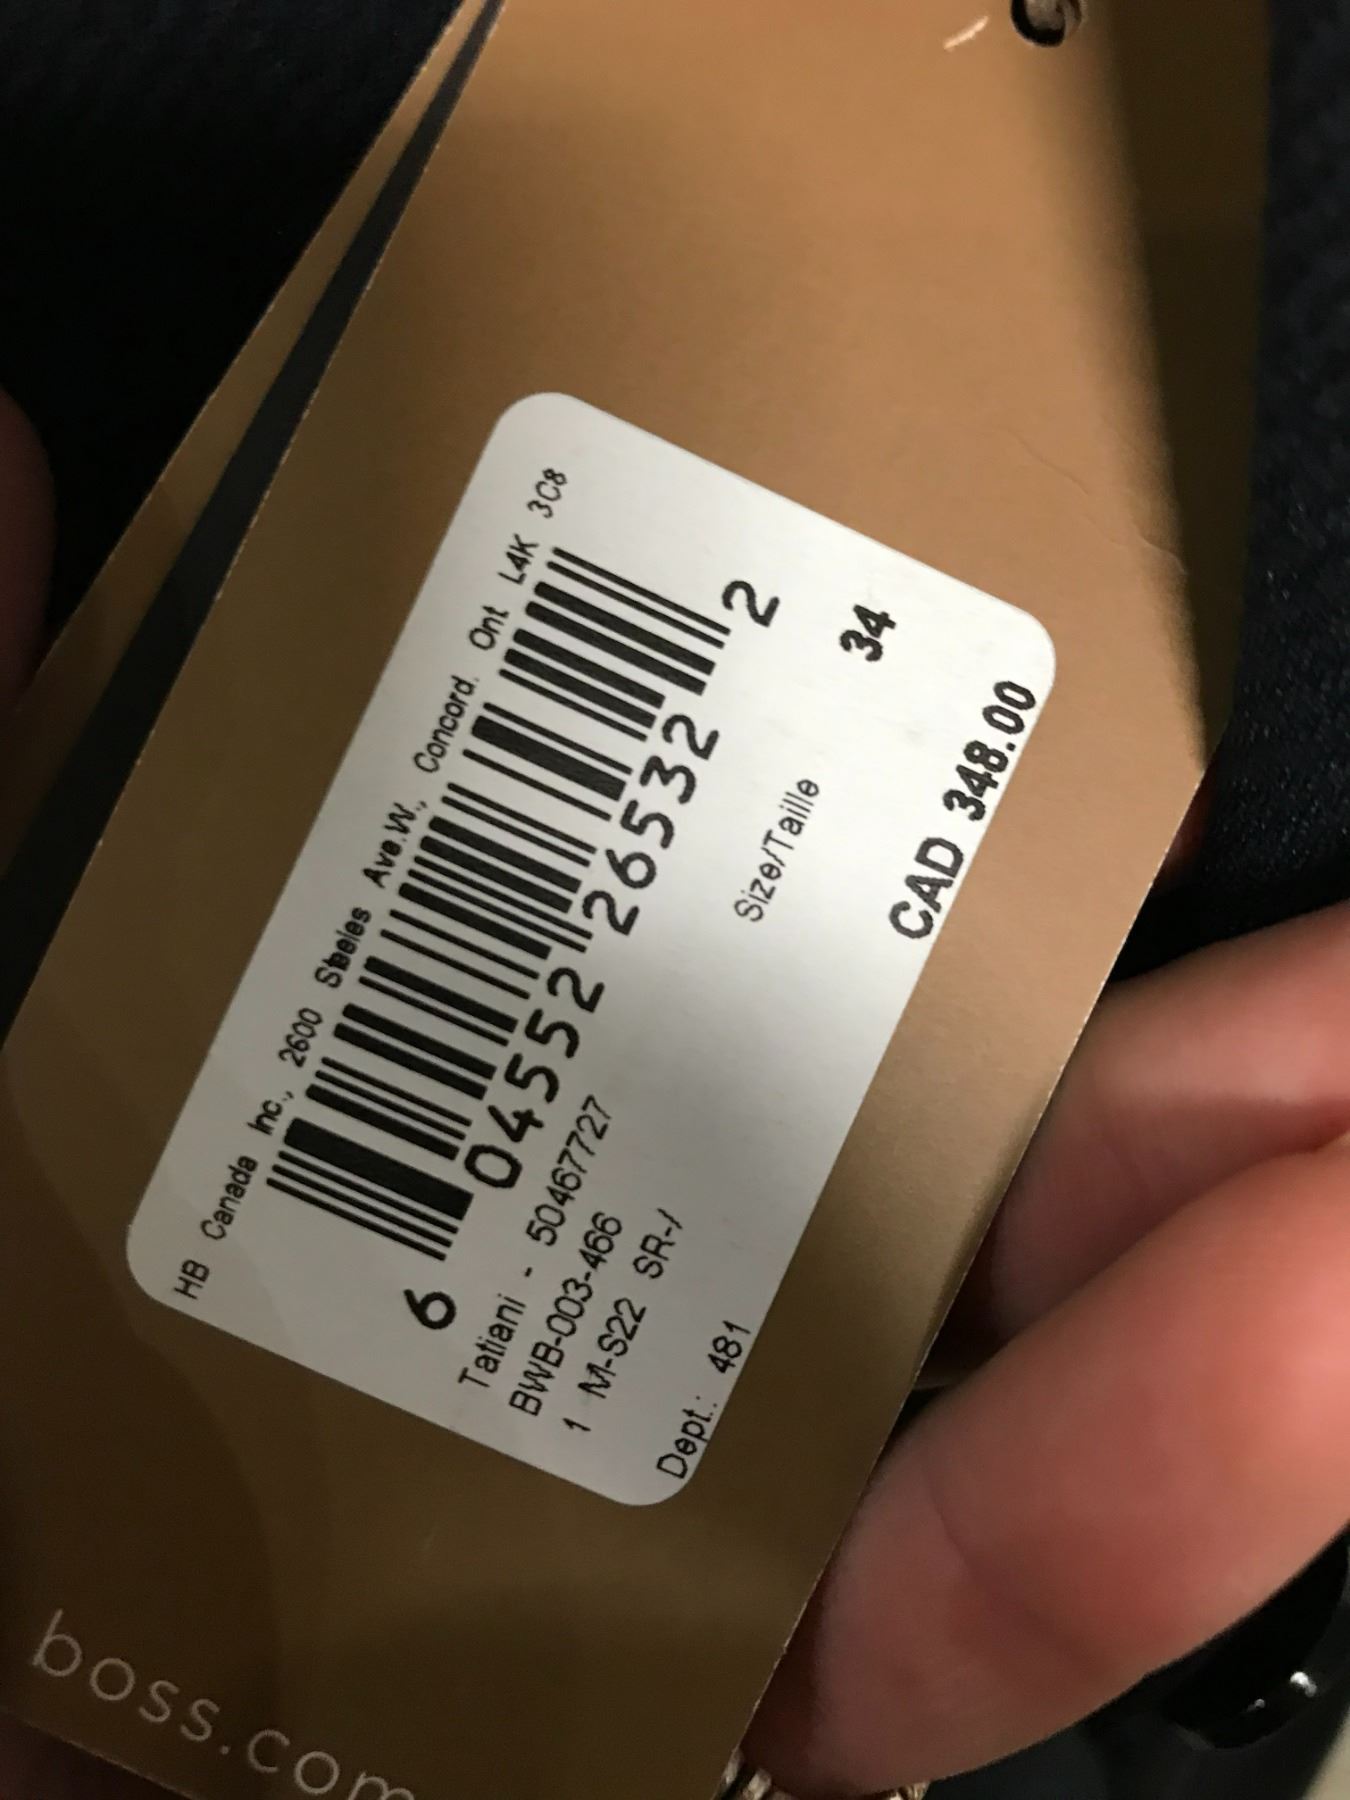 HB Canada Inc., 2600 Steeles Ave.W., Concord. Ont L4K 3C8
6 04552 26532 2
Tatiani - 50467727
BWB-003-466
1 M-S22 SR-/
Size/Taille 34
Dept.: 481
CAD 348.00
boss.com